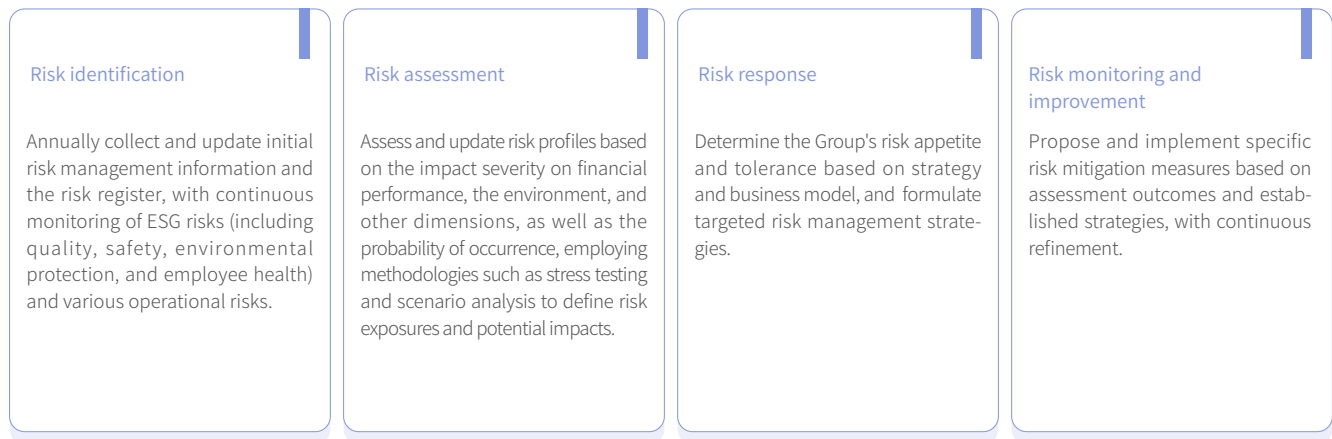 Risk identification
Annually collect and update initial
risk management information and
the risk register, with continuous
monitoring of ESG risks (including
quality, safety, environmental
protection, and employee health)
and various operational risks.
Risk assessment
Assess and update risk profiles based
on the impact severity on financial
performance, the environment, and
other dimensions, as well as the
probability of occurrence, employing
methodologies such as stress testing
and scenario analysis to define risk
exposures and potential impacts.
Risk response
Determine the Group's risk appetite
and tolerance based on strategy
and business model, and formulate
targeted risk management strate-
gies.
Risk monitoring and
improvement
Propose and implement specific
risk mitigation measures based on
assessment outcomes and estab-
lished strategies, with continuous
refinement.